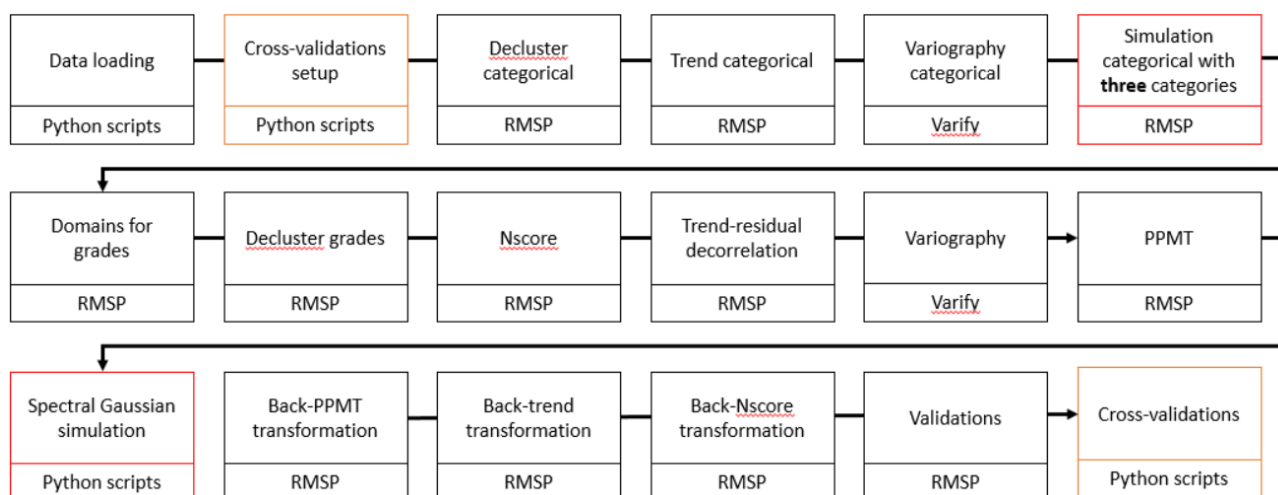 Data loading
Python scripts
Cross-validations
setup
Python scripts
Decluster
categorical
RMSP
Trend categorical
RMSP
Variography
categorical
Varify
Simulation
categorical with
three categories
RMSP
Domains for
grades
RMSP
Decluster grades
RMSP
Nscore
RMSP
Trend-residual
decorrelation
RMSP
Variography
Varify
PPMT
RMSP
Spectral Gaussian
simulation
Python scripts
Back-PPMT
transformation
RMSP
Back-trend
transformation
RMSP
Back-Nscore
transformation
RMSP
Validations
RMSP
Cross-validations
Python scripts